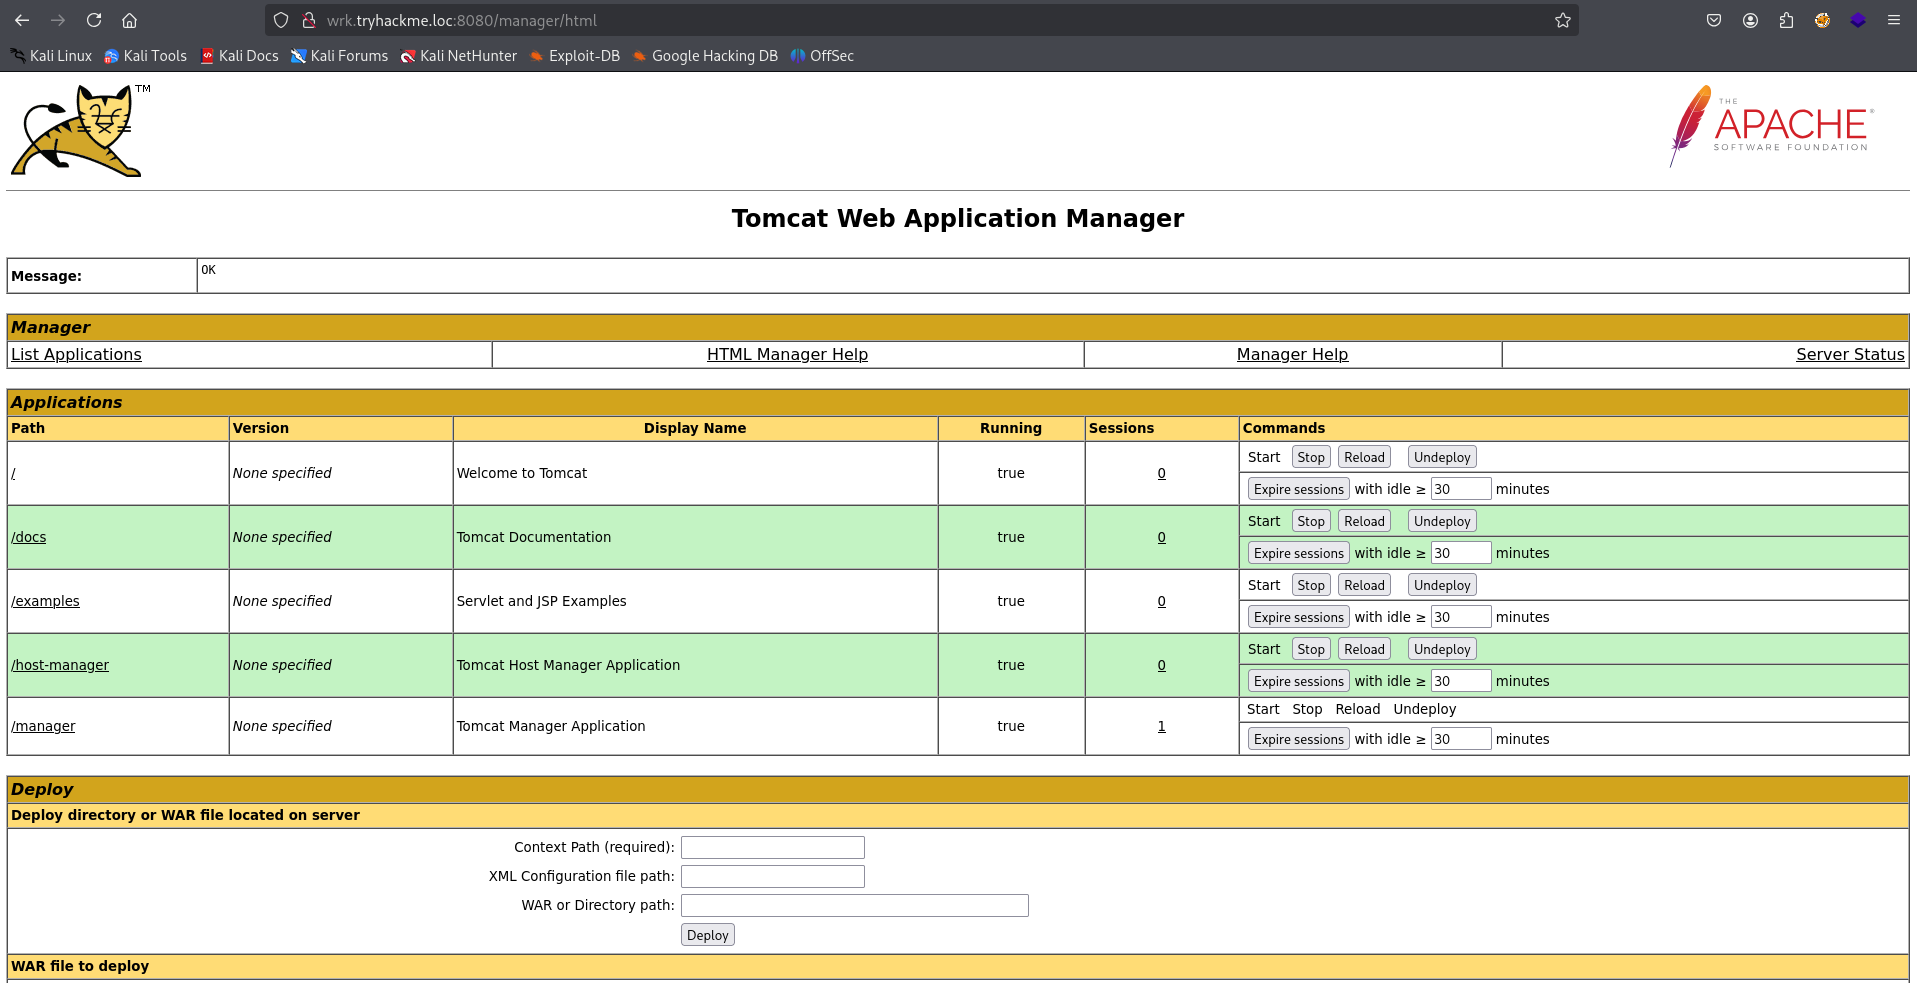 wrk.tryhackme.loc:8080/manager/html
Kali Linux Kali Tools Kali Docs Kali Forums Kali NetHunter Exploit-DB Google Hacking DB OffSec
TM
THE
APACHE®
SOFTWARE FOUNDATION
Tomcat Web Application Manager
Message: OK
Manager
List Applications HTML Manager Help Manager Help Server Status
Applications
Path Version Display Name Running Sessions Commands
/ None specified Welcome to Tomcat true 0 Start Stop Reload Undeploy
Expire sessions with idle ≥ 30 minutes
/docs None specified Tomcat Documentation true 0 Start Stop Reload Undeploy
Expire sessions with idle ≥ 30 minutes
/examples None specified Servlet and JSP Examples true 0 Start Stop Reload Undeploy
Expire sessions with idle ≥ 30 minutes
/host-manager None specified Tomcat Host Manager Application true 0 Start Stop Reload Undeploy
Expire sessions with idle ≥ 30 minutes
/manager None specified Tomcat Manager Application true 1 Start Stop Reload Undeploy
Expire sessions with idle ≥ 30 minutes
Deploy
Deploy directory or WAR file located on server
Context Path (required):
XML Configuration file path:
WAR or Directory path:
Deploy
WAR file to deploy